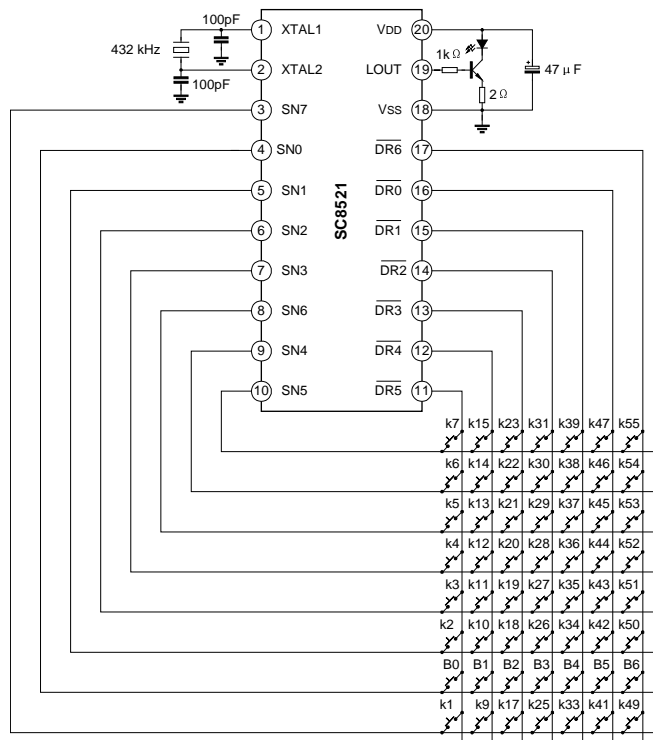 100pF
432 kHz
100pF
1 XTAL1
2 XTAL2
3 SN7
4 SN0
5 SN1
6 SN2
7 SN3
8 SN6
9 SN4
10 SN5
SC8521
VDD 20
LOUT 19
VSS 18
DR6 17
DR0 16
DR1 15
DR2 14
DR3 13
DR4 12
DR5 11
1k Ω
2 Ω
+
47 μ F
k7 k15 k23 k31 k39 k47 k55
k6 k14 k22 k30 k38 k46 k54
k5 k13 k21 k29 k37 k45 k53
k4 k12 k20 k28 k36 k44 k52
k3 k11 k19 k27 k35 k43 k51
k2 k10 k18 k26 k34 k42 k50
B0 B1 B2 B3 B4 B5 B6
k1 k9 k17 k25 k33 k41 k49